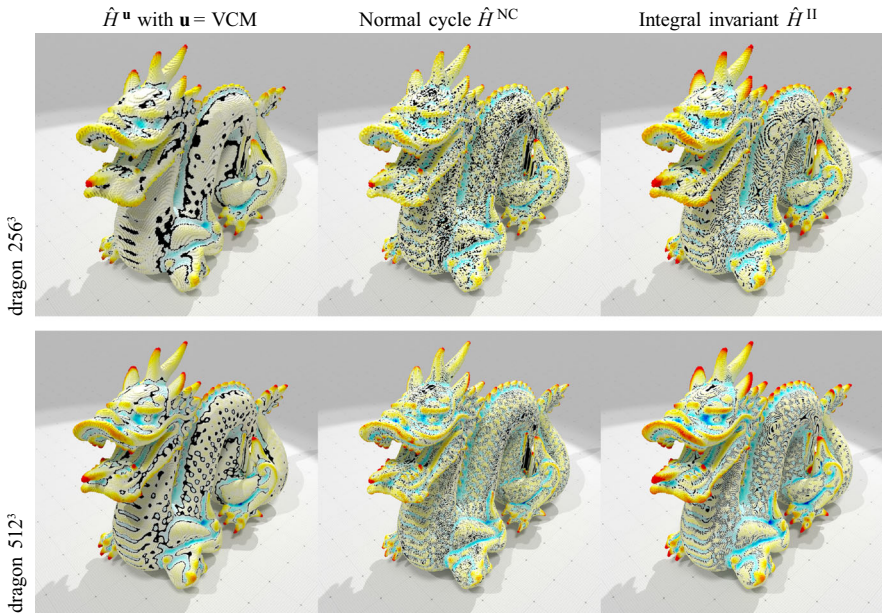 Ĥ ᵘ with u = VCM
Normal cycle Ĥ ᴺᶜ
Integral invariant Ĥ ᴵᴵ
dragon 256³
dragon 512³